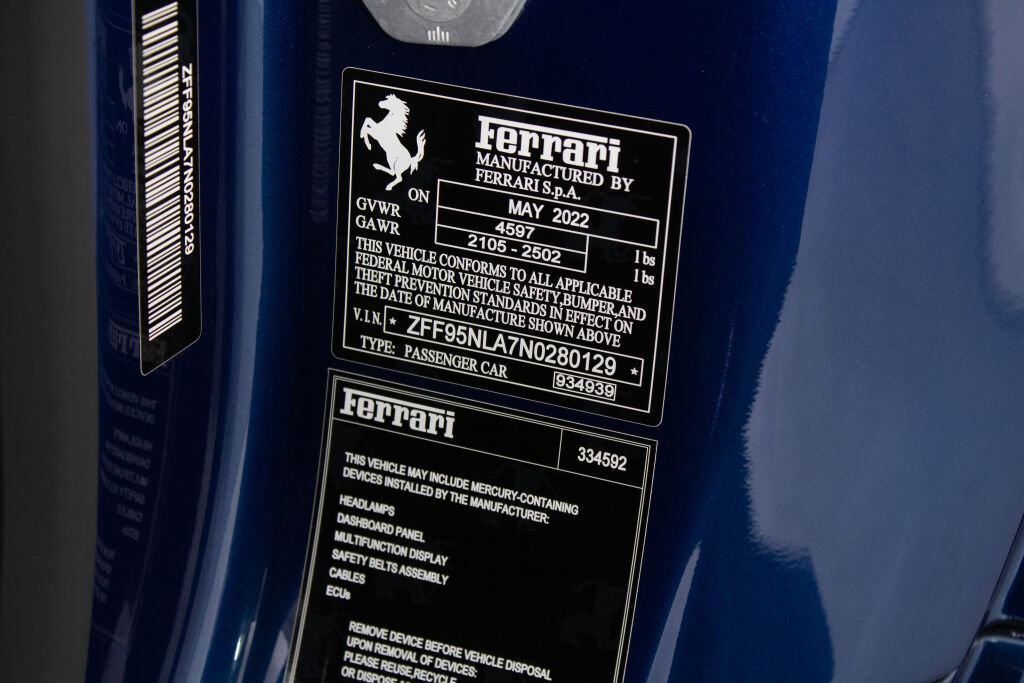 ZFF95NLA7N0280129
Ferrari
MANUFACTURED BY
FERRARI S.p.A.
ON MAY 2022
GVWR 4597 lbs
GAWR 2105 - 2502 lbs
THIS VEHICLE CONFORMS TO ALL APPLICABLE
FEDERAL MOTOR VEHICLE SAFETY,BUMPER,AND
THEFT PREVENTION STANDARDS IN EFFECT ON
THE DATE OF MANUFACTURE SHOWN ABOVE
V.I.N. * ZFF95NLA7N0280129 *
TYPE: PASSENGER CAR 934939
Ferrari 334592
THIS VEHICLE MAY INCLUDE MERCURY-CONTAINING
DEVICES INSTALLED BY THE MANUFACTURER:
HEADLAMPS
DASHBOARD PANEL
MULTIFUNCTION DISPLAY
SAFETY BELTS ASSEMBLY
CABLES
ECUs
REMOVE DEVICE BEFORE VEHICLE DISPOSAL
UPON REMOVAL OF DEVICES:
PLEASE REUSE,RECYCLE
OR DISPOSE